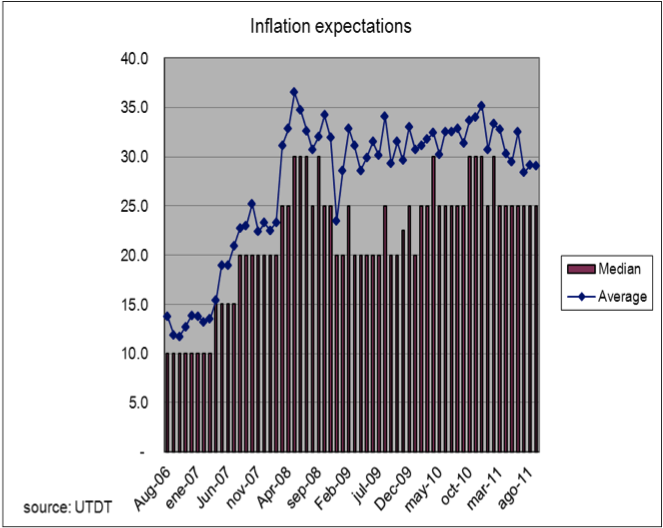 Inflation expectations
40.0
35.0
30.0
25.0
20.0
15.0
10.0
5.0
-
Aug-06
ene-07
Jun-07
nov-07
Apr-08
sep-08
Feb-09
jul-09
Dec-09
may-10
oct-10
mar-11
ago-11
Median
Average
source: UTDT